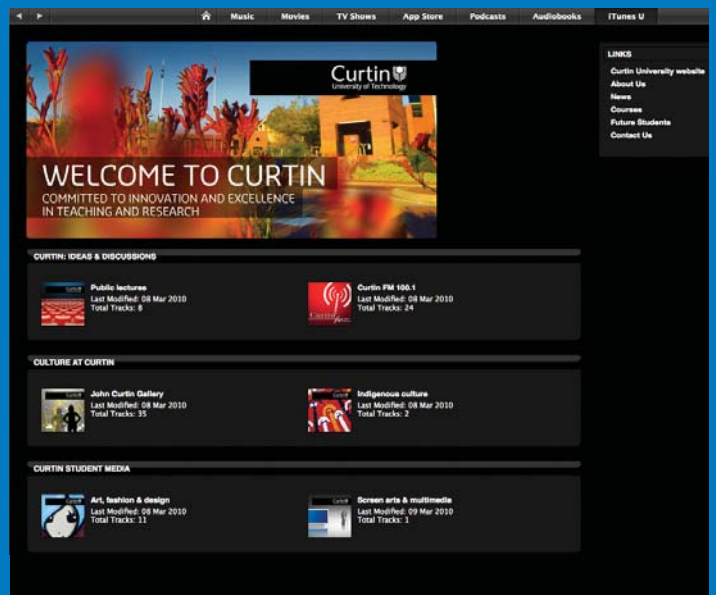 Music Movies TV Shows App Store Podcasts Audiobooks iTunes U
Curtin
University of Technology
WELCOME TO CURTIN
COMMITTED TO INNOVATION AND EXCELLENCE
IN TEACHING AND RESEARCH
LINKS
Curtin University website
About Us
News
Courses
Future Students
Contact Us
CURTIN: IDEAS & DISCUSSIONS
Public lectures
Last Modified: 08 Mar 2010
Total Tracks: 8
Curtin FM 100.1
Last Modified: 08 Mar 2010
Total Tracks: 24
Curtin
CULTURE AT CURTIN
John Curtin Gallery
Last Modified: 08 Mar 2010
Total Tracks: 35
Curtin
Indigenous culture
Last Modified: 08 Mar 2010
Total Tracks: 2
CURTIN STUDENT MEDIA
Curtin
Art, fashion & design
Last Modified: 08 Mar 2010
Total Tracks: 11
Curtin
Screen arts & multimedia
Last Modified: 09 Mar 2010
Total Tracks: 1